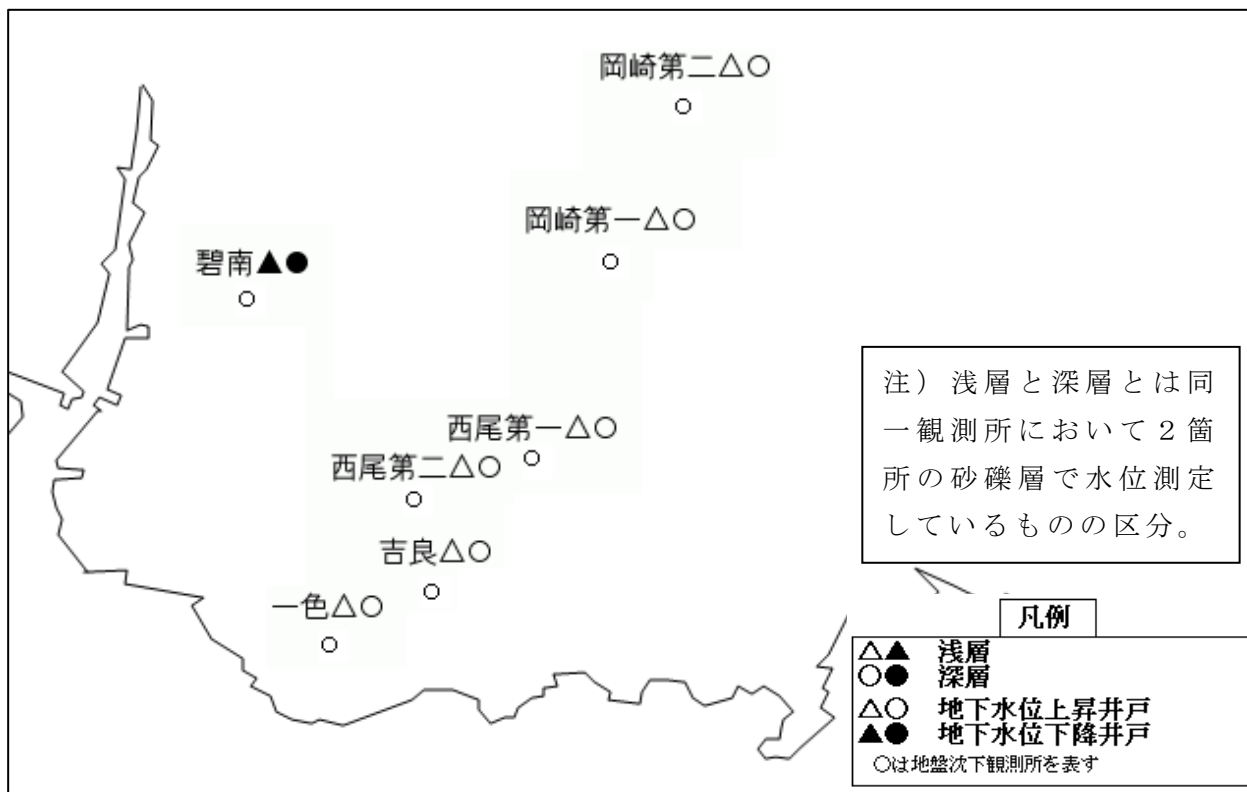 岡崎第二△○
岡崎第一△○
碧南▲●
注）浅層と深層とは同
一観測所において２箇
所の砂礫層で水位測定
しているものの区分。
西尾第一△○
西尾第二△○
吉良△○
一色△○
凡例
△▲ 浅層
○● 深層
△○ 地下水位上昇井戸
▲● 地下水位下降井戸
○は地盤沈下観測所を表す